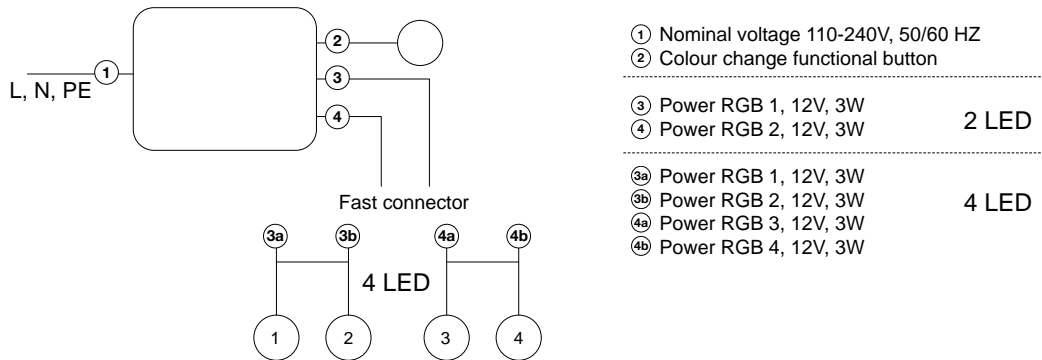 1
L, N, PE
2
3
4
Fast connector
3a 3b 4a 4b
4 LED
1 2 3 4
1 Nominal voltage 110-240V, 50/60 HZ
2 Colour change functional button
3 Power RGB 1, 12V, 3W
4 Power RGB 2, 12V, 3W
2 LED
3a Power RGB 1, 12V, 3W
3b Power RGB 2, 12V, 3W
4a Power RGB 3, 12V, 3W
4b Power RGB 4, 12V, 3W
4 LED